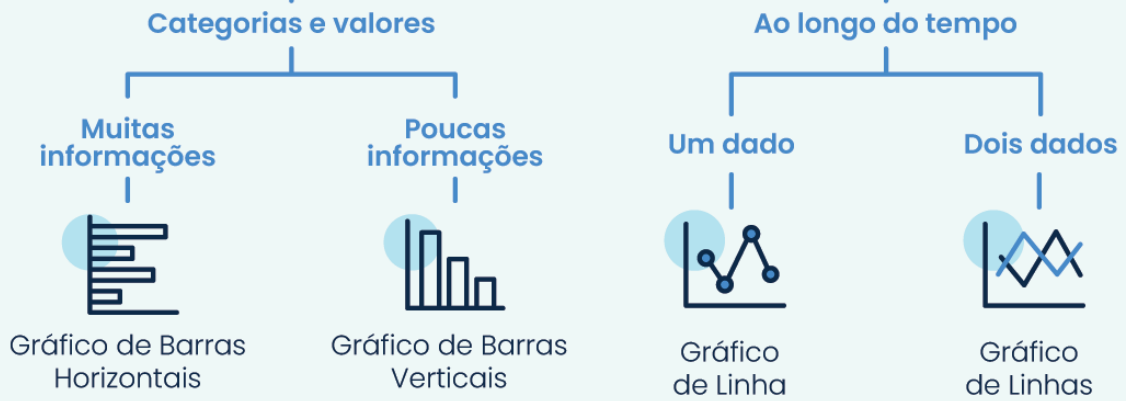 Categorias e valores
Ao longo do tempo
Muitas
informações
Poucas
informações
Um dado
Dois dados
Gráfico de Barras
Horizontais
Gráfico de Barras
Verticais
Gráfico
de Linha
Gráfico
de Linhas